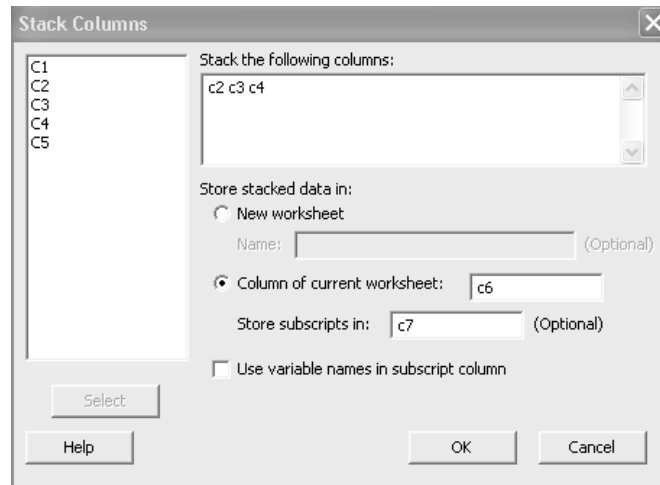 Stack Columns
C1
C2
C3
C4
C5
Stack the following columns:
c2 c3 c4
Store stacked data in:
New worksheet
Name: (Optional)
Column of current worksheet: c6
Store subscripts in: c7 (Optional)
Use variable names in subscript column
Select
Help OK Cancel